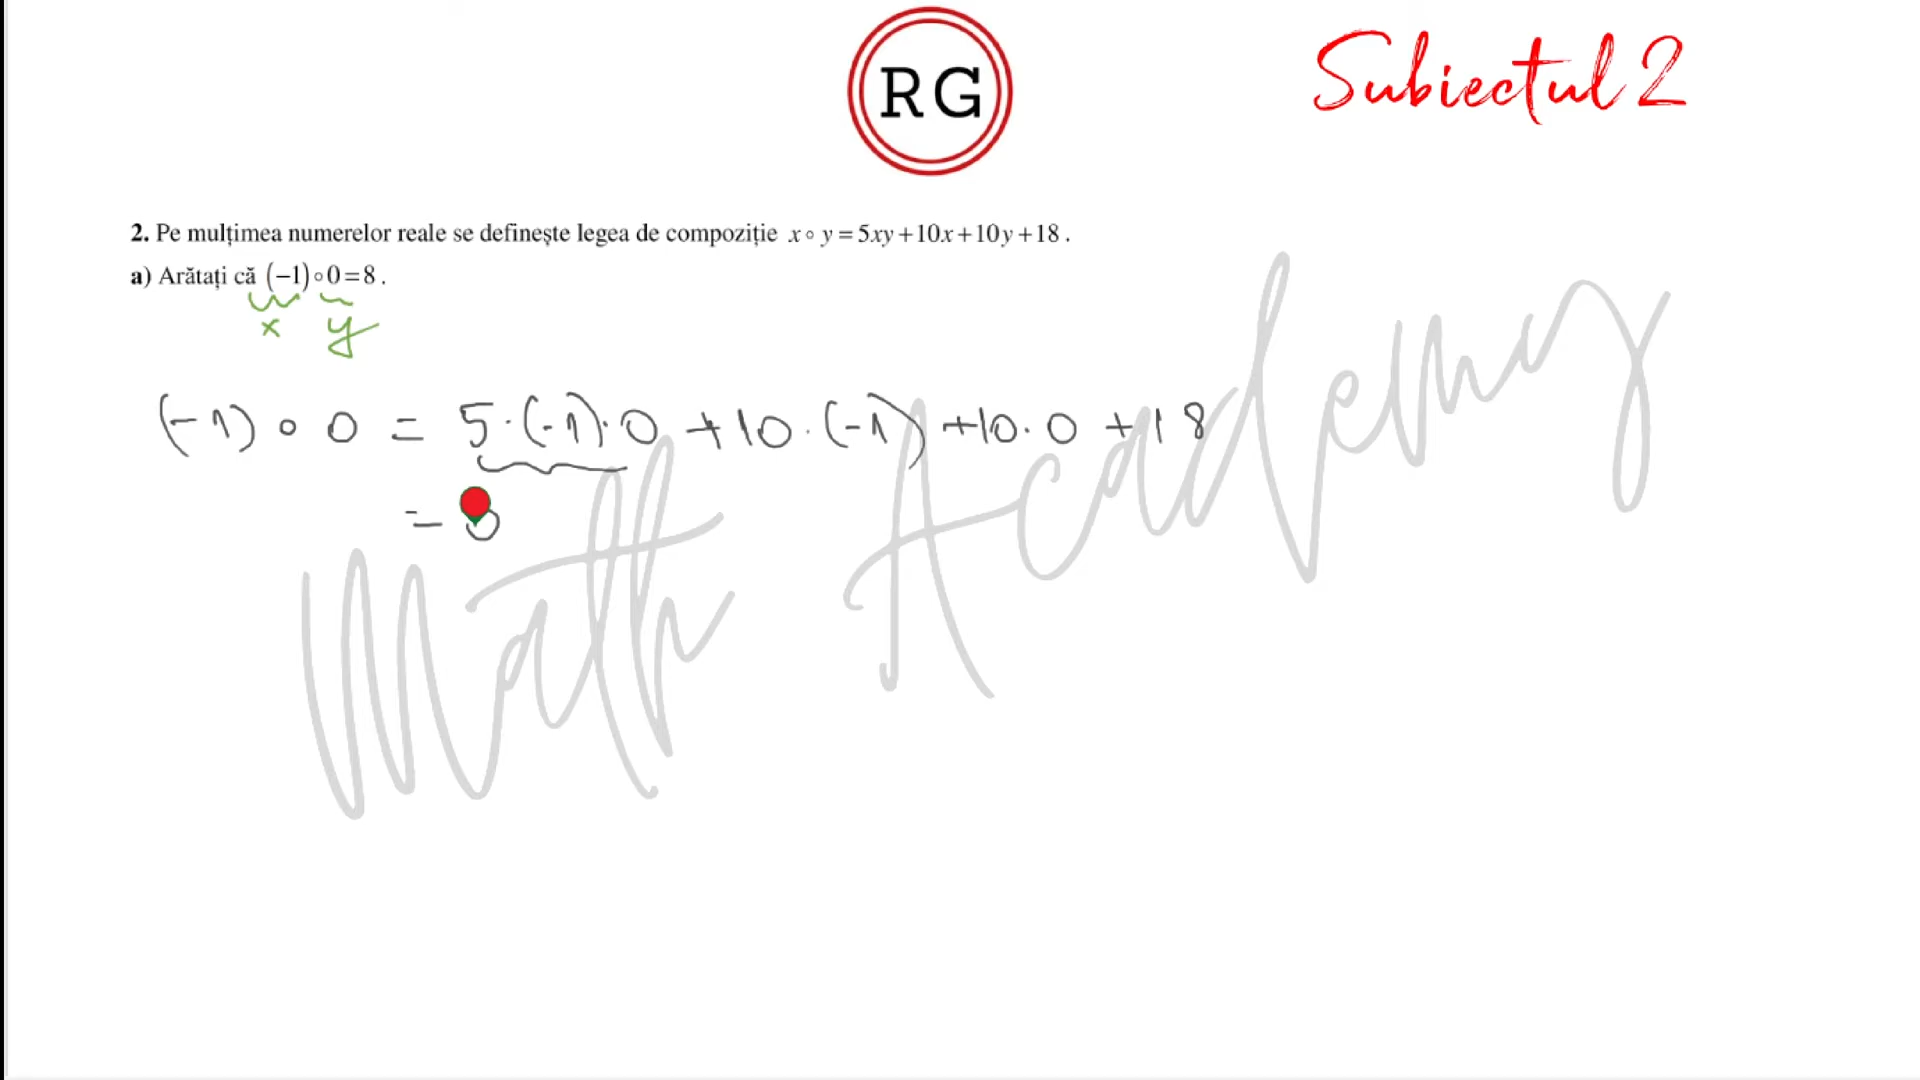 RG
Subiectul 2
2. Pe mulțimea numerelor reale se definește legea de compoziție x∘y=5xy+10x+10y+18.
a) Arătați că (−1)∘0=8.
x y
(-1) ∘ 0 = 5·(-1)·0 +10·(-1) +10·0 +18
= 0
Math Academy